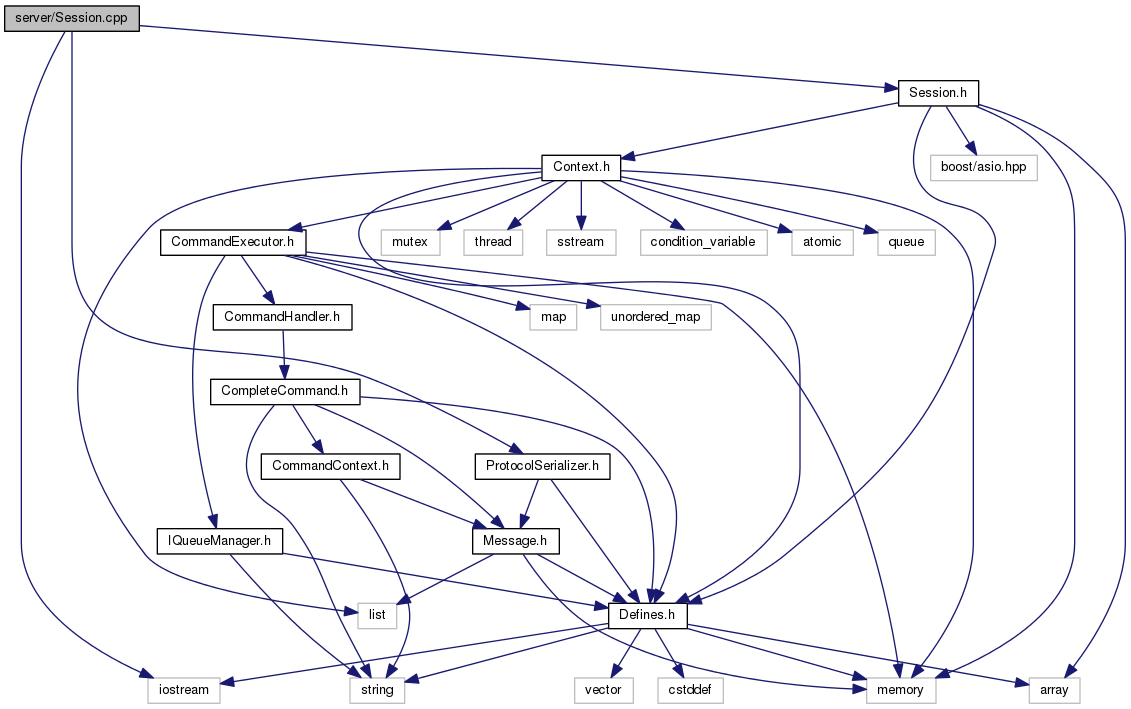 server/Session.cpp
Session.h
Context.h
boost/asio.hpp
CommandExecutor.h
mutex
thread
sstream
condition_variable
atomic
queue
CommandHandler.h
map
unordered_map
CompleteCommand.h
CommandContext.h
ProtocolSerializer.h
IQueueManager.h
Message.h
list
Defines.h
iostream
string
vector
cstddef
memory
array